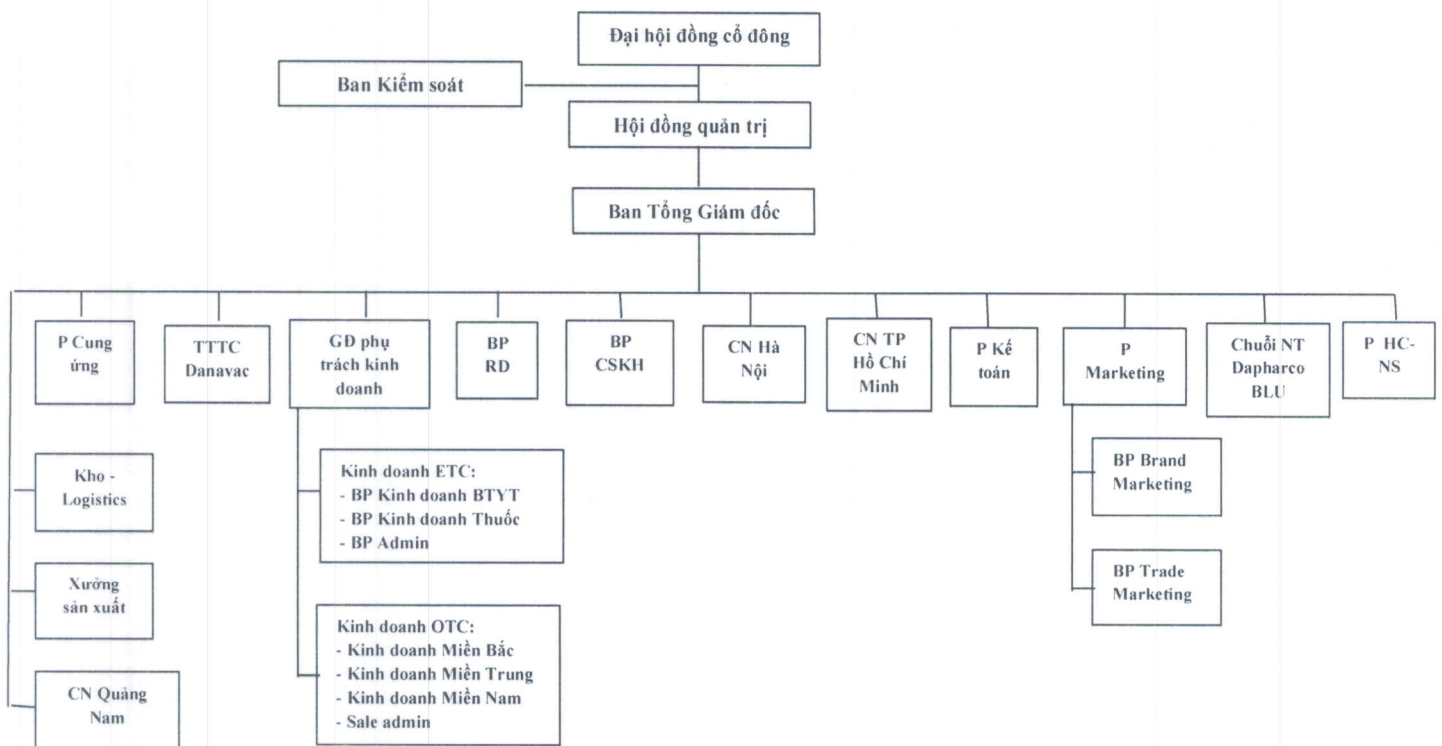 Đại hội đồng cổ đông
Ban Kiểm soát
Hội đồng quản trị
Ban Tổng Giám đốc
P Cung
ứng
TTTC
Danavac
GĐ phụ
trách kinh
doanh
BP
RD
BP
CSKH
CN Hà
Nội
CN TP
Hồ Chí
Minh
P Kế
toán
P
Marketing
Chuỗi NT
Dapharco
BLU
P HC-
NS
Kho -
Logistics
Xưởng
sản xuất
CN Quảng
Nam
Kinh doanh ETC:
- BP Kinh doanh BTYT
- BP Kinh doanh Thuốc
- BP Admin
Kinh doanh OTC:
- Kinh doanh Miền Bắc
- Kinh doanh Miền Trung
- Kinh doanh Miền Nam
- Sale admin
BP Brand
Marketing
BP Trade
Marketing